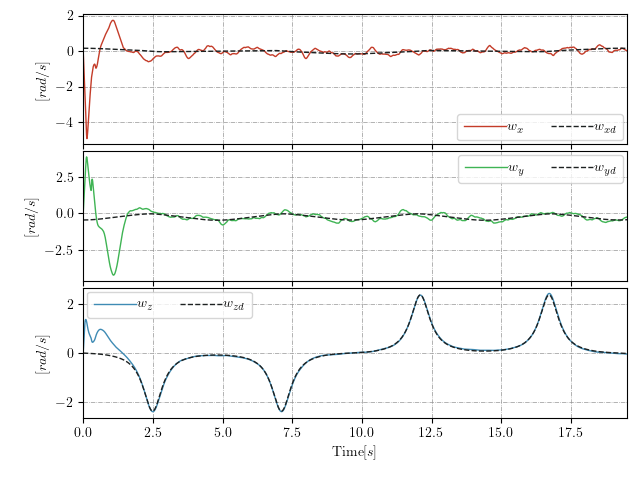 2
0
−2
−4
[rad/s]
w_x w_xd
2.5
0.0
−2.5
[rad/s]
w_y w_yd
2
0
−2
[rad/s]
w_z w_zd
0.0 2.5 5.0 7.5 10.0 12.5 15.0 17.5
Time[s]